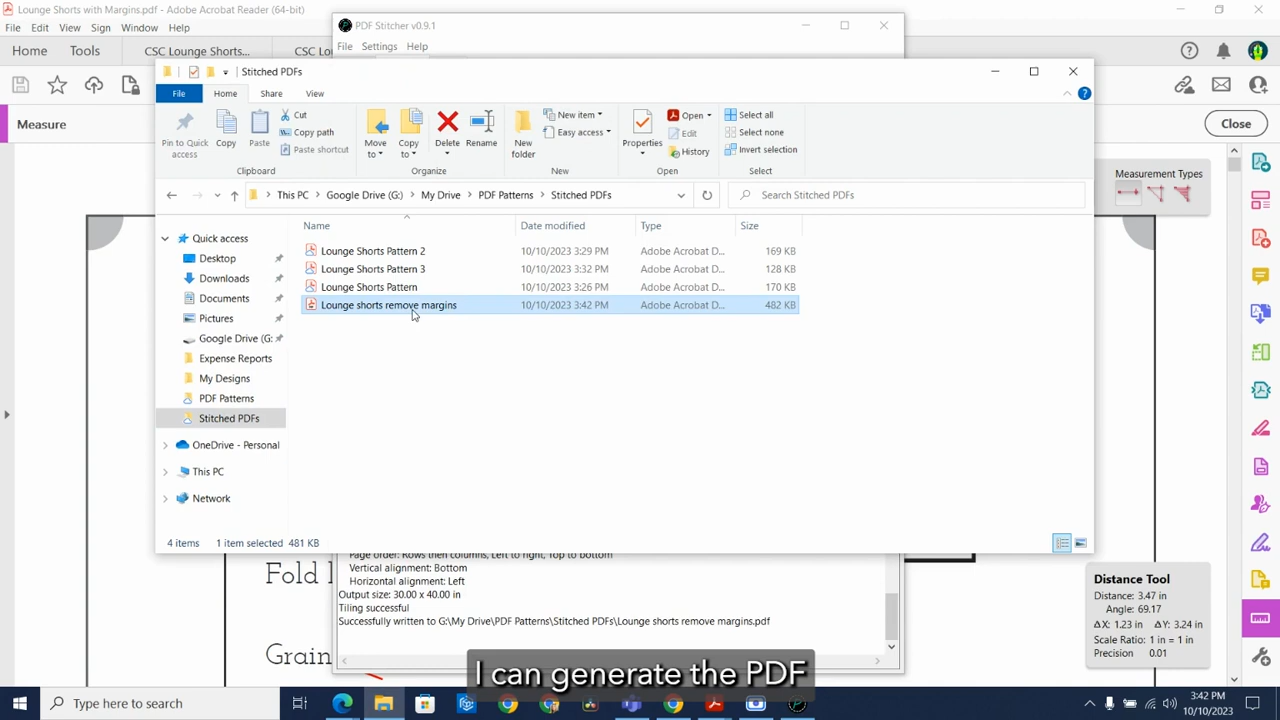 Lounge Shorts with Margins.pdf - Adobe Acrobat Reader (64-bit)
File Edit View Sign Window Help
Home Tools CSC Lounge Shorts... CSC Lo
Measure
Close
Measurement Types
PDF Stitcher v0.9.1
File Settings Help
Stitched PDFs
File Home Share View
Pin to Quick access
Copy
Paste
Cut
Copy path
Paste shortcut
Clipboard
Move to
Copy to
Delete
Rename
Organize
New folder
New item
Easy access
New
Properties
Open
Edit
History
Open
Select all
Select none
Invert selection
Select
This PC > Google Drive (G:) > My Drive > PDF Patterns > Stitched PDFs
Search Stitched PDFs
Name Date modified Type Size
Lounge Shorts Pattern 2 10/10/2023 3:29 PM Adobe Acrobat D... 169 KB
Lounge Shorts Pattern 3 10/10/2023 3:32 PM Adobe Acrobat D... 128 KB
Lounge Shorts Pattern 10/10/2023 3:26 PM Adobe Acrobat D... 170 KB
Lounge shorts remove margins 10/10/2023 3:42 PM Adobe Acrobat D... 482 KB
Quick access
Desktop
Downloads
Documents
Pictures
Google Drive (G:
Expense Reports
My Designs
PDF Patterns
Stitched PDFs
OneDrive - Personal
This PC
Network
4 items 1 item selected 481 KB
Page order: Rows then columns, Left to right, Top to bottom
Vertical alignment: Bottom
Horizontal alignment: Left
Output size: 30.00 x 40.00 in
Tiling successful
Successfully written to G:\My Drive\PDF Patterns\Stitched PDFs\Lounge shorts remove margins.pdf
Fold
Grain
Distance Tool
Distance: 3.47 in
Angle: 69.17
ΔX: 1.23 in ΔY: 3.24 in
Scale Ratio: 1 in = 1 in
Precision 0.01
I can generate the PDF
Type here to search
3:42 PM
10/10/2023